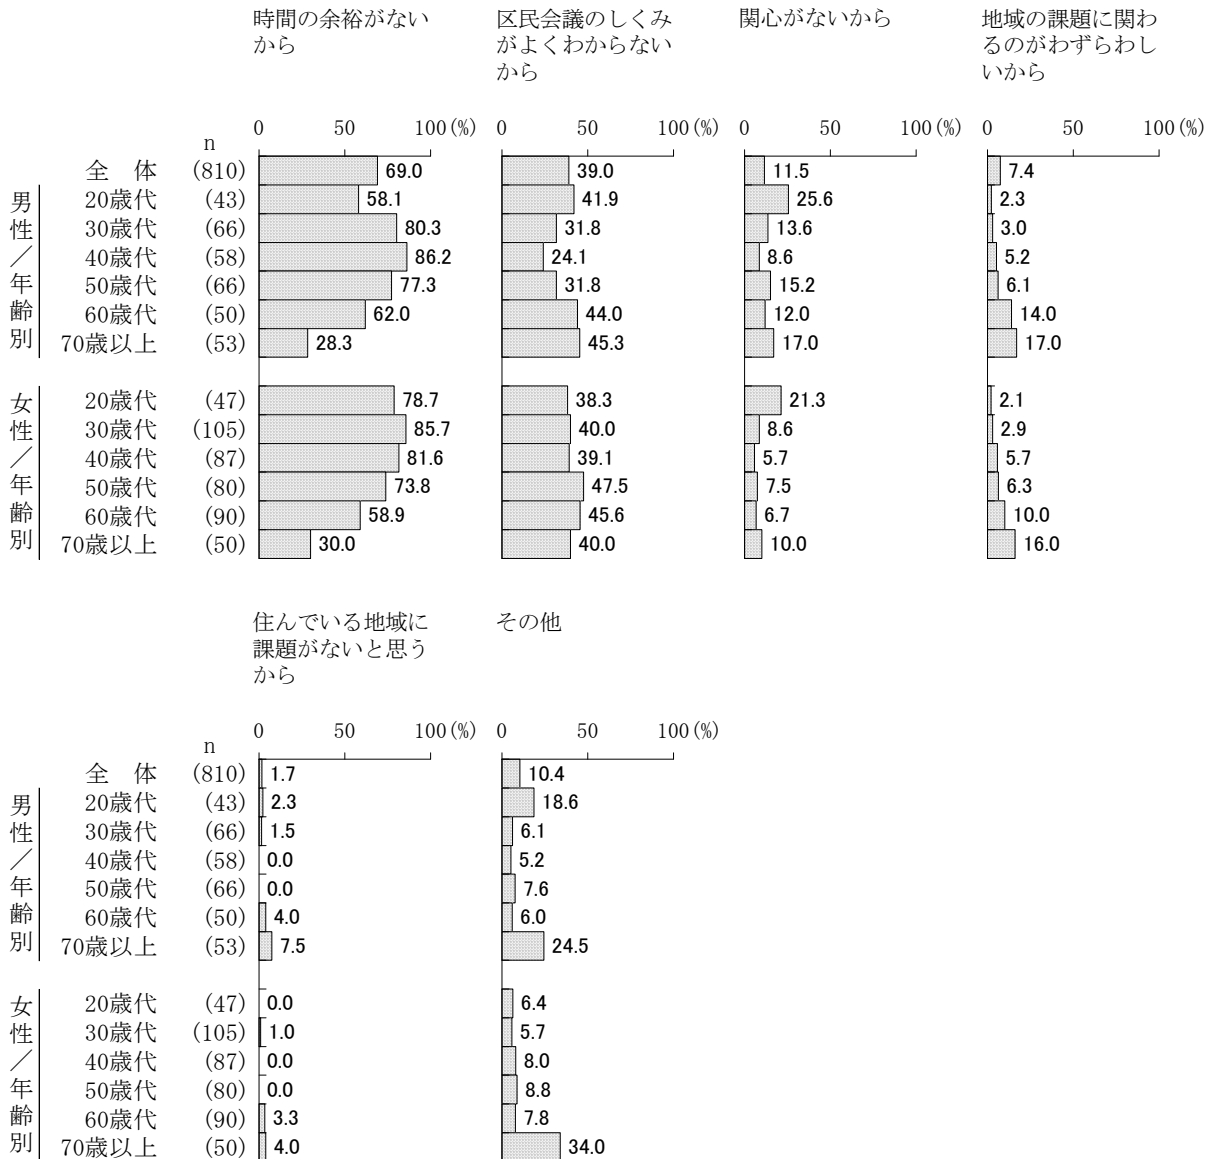 時間の余裕がない
から
区民会議のしくみ
がよくわからない
から
関心がないから
地域の課題に関わ
るのがわずらわし
いから
n 0 50 100(%) 0 50 100(%) 0 50 100(%) 0 50 100(%)
全 体 (810) 69.0 39.0 11.5 7.4
男性/年齢別
20歳代 (43) 58.1 41.9 25.6 2.3
30歳代 (66) 80.3 31.8 13.6 3.0
40歳代 (58) 86.2 24.1 8.6 5.2
50歳代 (66) 77.3 31.8 15.2 6.1
60歳代 (50) 62.0 44.0 12.0 14.0
70歳以上 (53) 28.3 45.3 17.0 17.0
女性/年齢別
20歳代 (47) 78.7 38.3 21.3 2.1
30歳代 (105) 85.7 40.0 8.6 2.9
40歳代 (87) 81.6 39.1 5.7 5.7
50歳代 (80) 73.8 47.5 7.5 6.3
60歳代 (90) 58.9 45.6 6.7 10.0
70歳以上 (50) 30.0 40.0 10.0 16.0
住んでいる地域に
課題がないと思う
から
その他
n 0 50 100(%) 0 50 100(%)
全 体 (810) 1.7 10.4
男性/年齢別
20歳代 (43) 2.3 18.6
30歳代 (66) 1.5 6.1
40歳代 (58) 0.0 5.2
50歳代 (66) 0.0 7.6
60歳代 (50) 4.0 6.0
70歳以上 (53) 7.5 24.5
女性/年齢別
20歳代 (47) 0.0 6.4
30歳代 (105) 1.0 5.7
40歳代 (87) 0.0 8.0
50歳代 (80) 0.0 8.8
60歳代 (90) 3.3 7.8
70歳以上 (50) 4.0 34.0